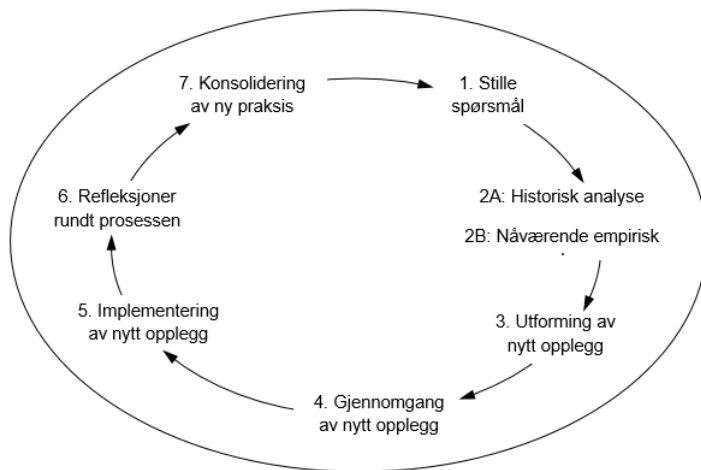 1. Stille
spørsmål
2A: Historisk analyse
2B: Nåværende empirisk
3. Utforming av
nytt opplegg
4. Gjennomgang
av nytt opplegg
5. Implementering
av nytt opplegg
6. Refleksjoner
rundt prosessen
7. Konsolidering
av ny praksis